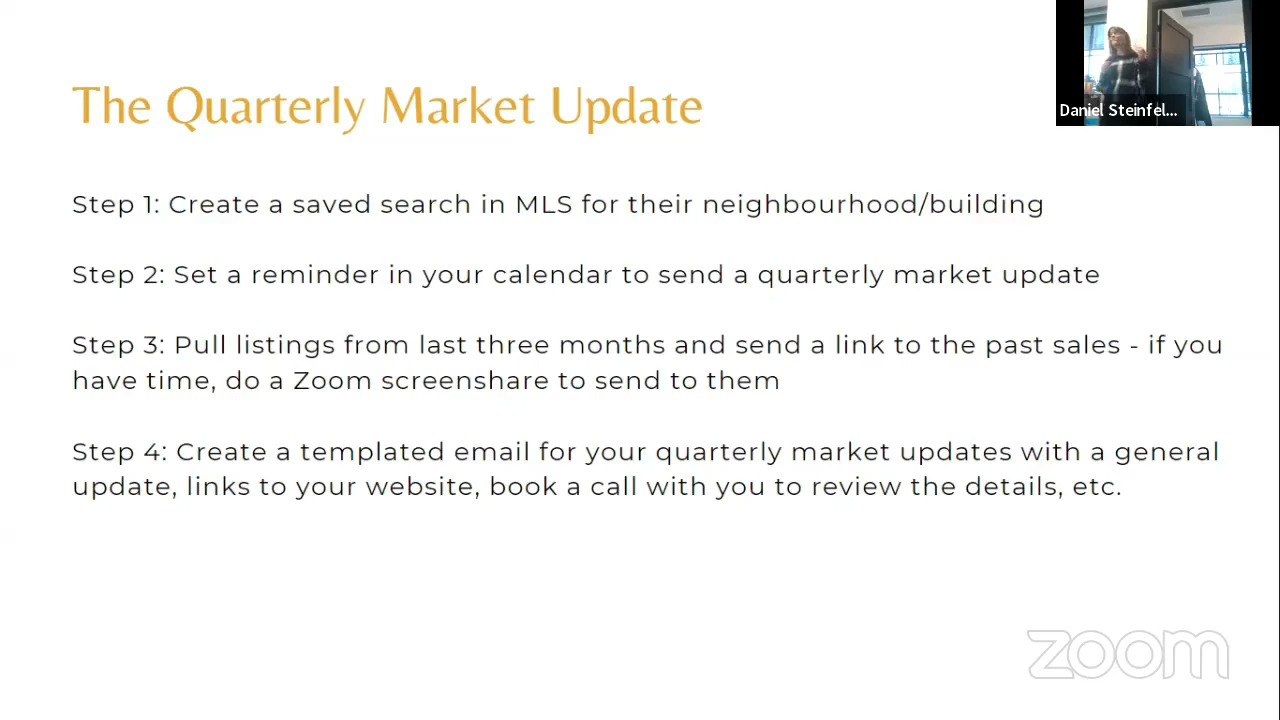 The Quarterly Market Update
Daniel Steinfel...
Step 1: Create a saved search in MLS for their neighbourhood/building
Step 2: Set a reminder in your calendar to send a quarterly market update
Step 3: Pull listings from last three months and send a link to the past sales - if you
have time, do a Zoom screenshare to send to them
Step 4: Create a templated email for your quarterly market updates with a general
update, links to your website, book a call with you to review the details, etc.
zoom